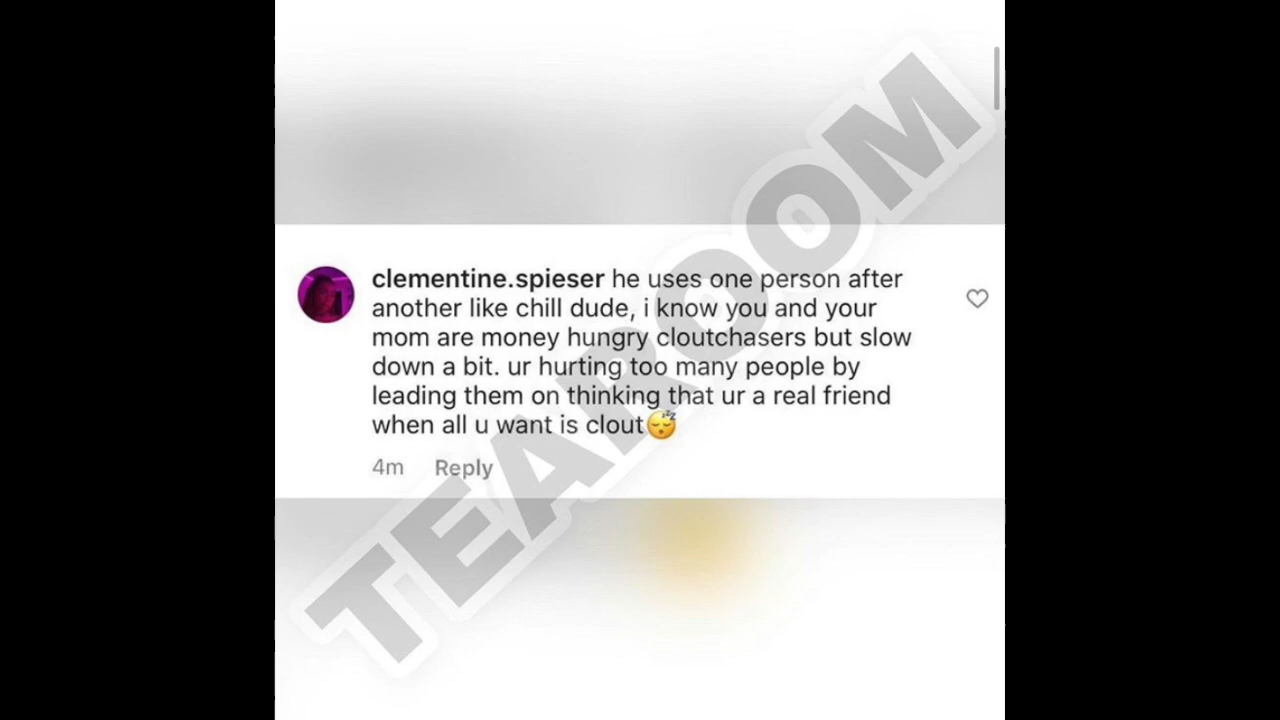 clementine.spieser he uses one person after
another like chill dude, i know you and your
mom are money hungry cloutchasers but slow
down a bit. ur hurting too many people by
leading them on thinking that ur a real friend
when all u want is clout😴
4m Reply
TEAROOM